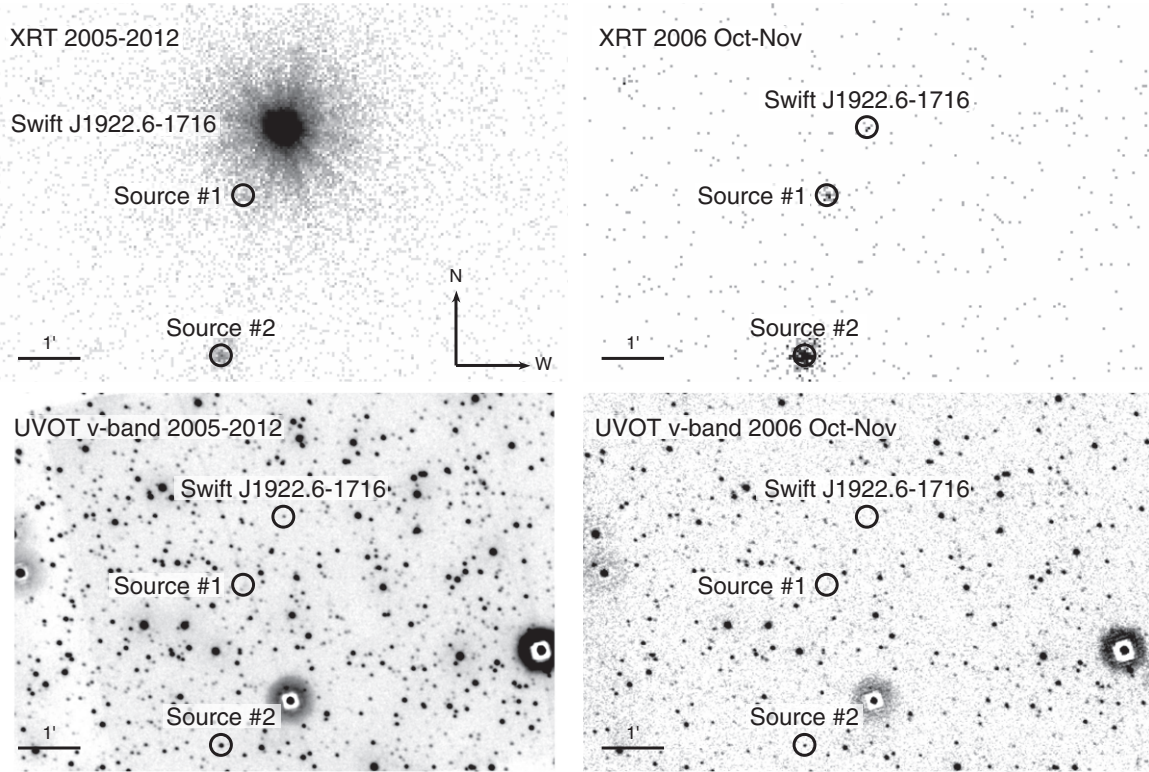 XRT 2005-2012
Swift J1922.6-1716
Source #1
N
Source #2
1'
W
XRT 2006 Oct-Nov
Swift J1922.6-1716
Source #1
Source #2
1'
UVOT v-band 2005-2012
Swift J1922.6-1716
Source #1
Source #2
1'
UVOT v-band 2006 Oct-Nov
Swift J1922.6-1716
Source #1
Source #2
1'